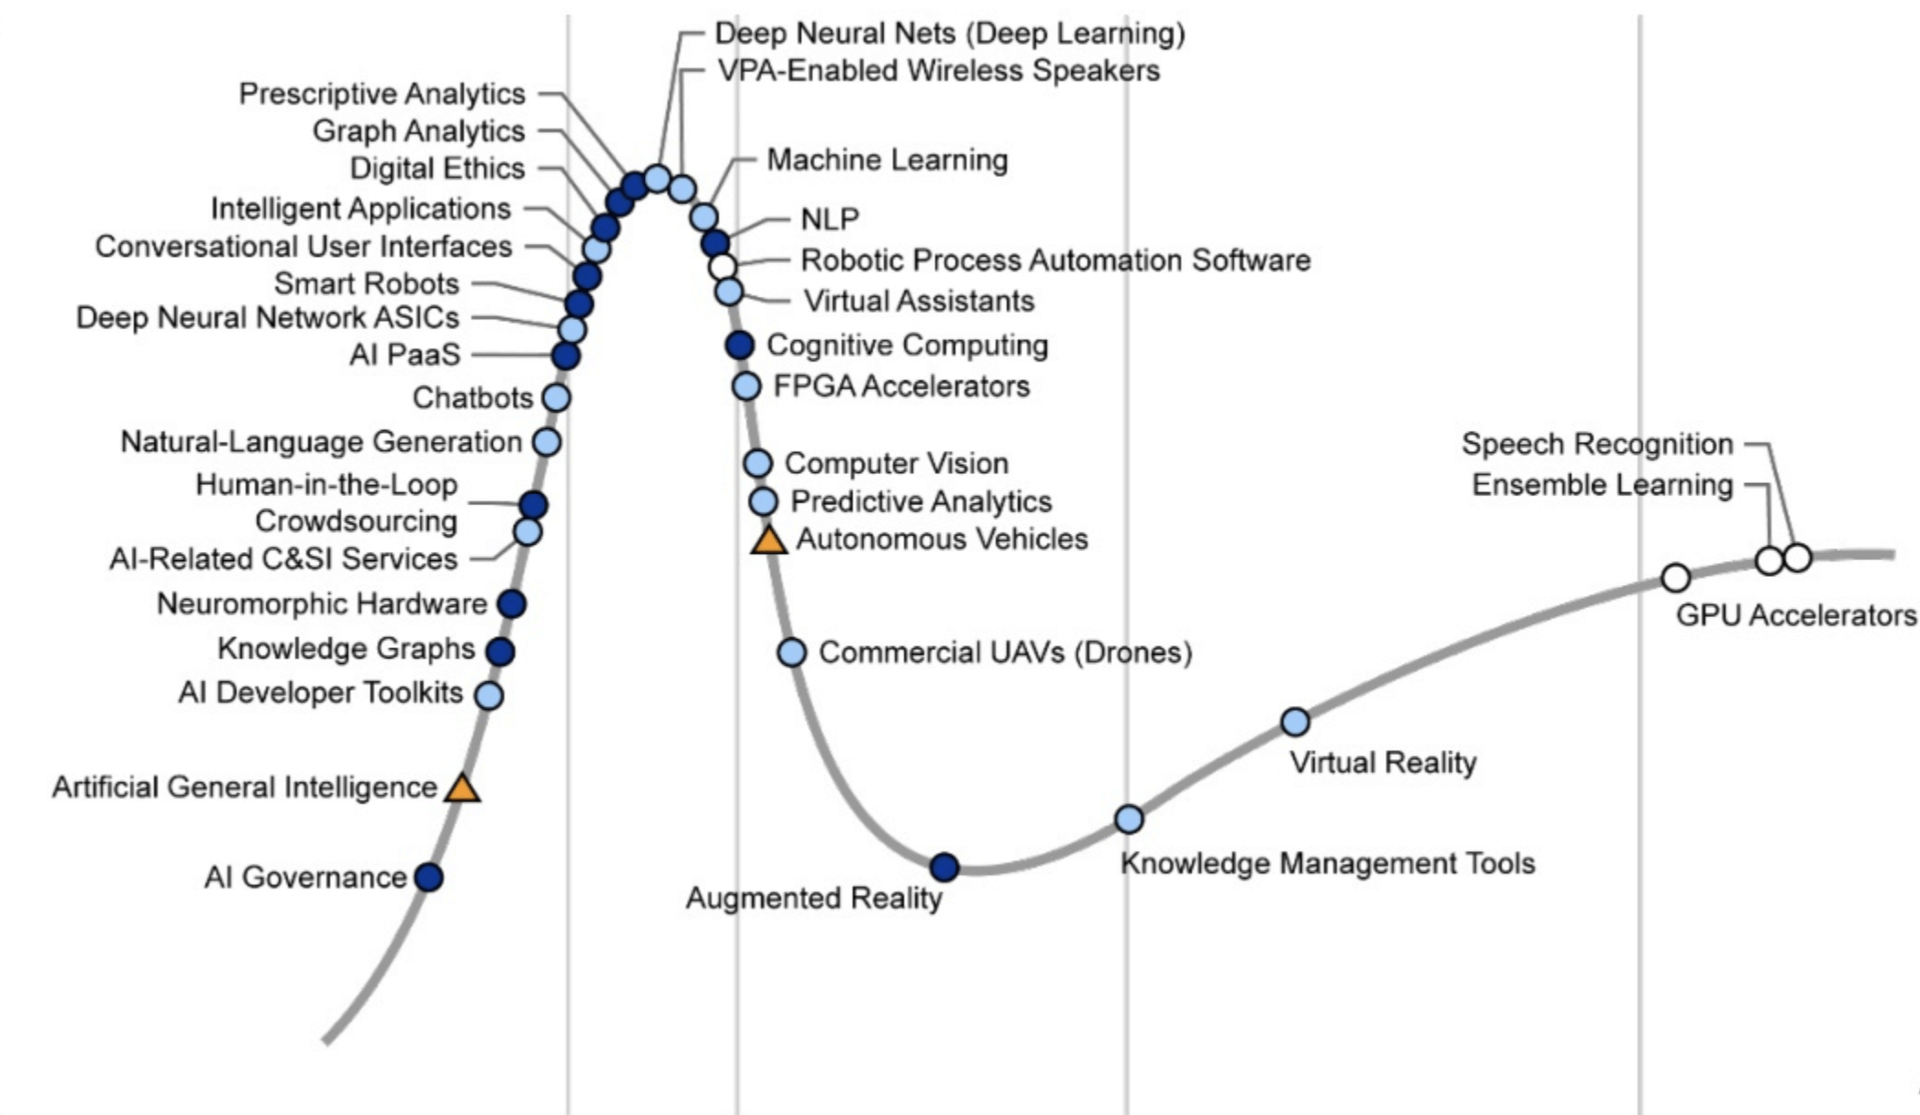 Deep Neural Nets (Deep Learning)
VPA-Enabled Wireless Speakers
Prescriptive Analytics
Graph Analytics
Digital Ethics
Intelligent Applications
Conversational User Interfaces
Smart Robots
Deep Neural Network ASICs
AI PaaS
Chatbots
Natural-Language Generation
Human-in-the-Loop
Crowdsourcing
AI-Related C&SI Services
Neuromorphic Hardware
Knowledge Graphs
AI Developer Toolkits
Artificial General Intelligence
AI Governance
Machine Learning
NLP
Robotic Process Automation Software
Virtual Assistants
Cognitive Computing
FPGA Accelerators
Computer Vision
Predictive Analytics
Autonomous Vehicles
Commercial UAVs (Drones)
Augmented Reality
Knowledge Management Tools
Virtual Reality
Speech Recognition
Ensemble Learning
GPU Accelerators